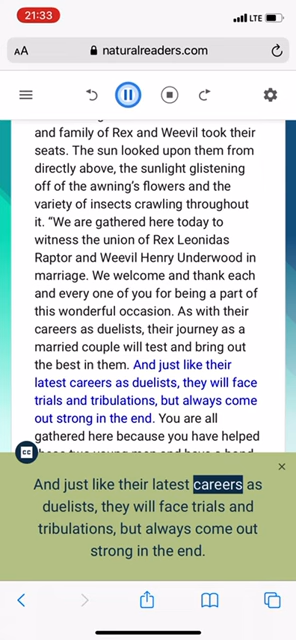 21:33
LTE
AA naturalreaders.com
and family of Rex and Weevil took their
seats. The sun looked upon them from
directly above, the sunlight glistening
off of the awning’s flowers and the
variety of insects crawling throughout
it. “We are gathered here today to
witness the union of Rex Leonidas
Raptor and Weevil Henry Underwood in
marriage. We welcome and thank each
and every one of you for being a part of
this wonderful occasion. As with their
careers as duelists, their journey as a
married couple will test and bring out
the best in them. And just like their
latest careers as duelists, they will face
trials and tribulations, but always come
out strong in the end. You are all
gathered here because you have helped
CC
And just like their latest careers as
duelists, they will face trials and
tribulations, but always come out
strong in the end.